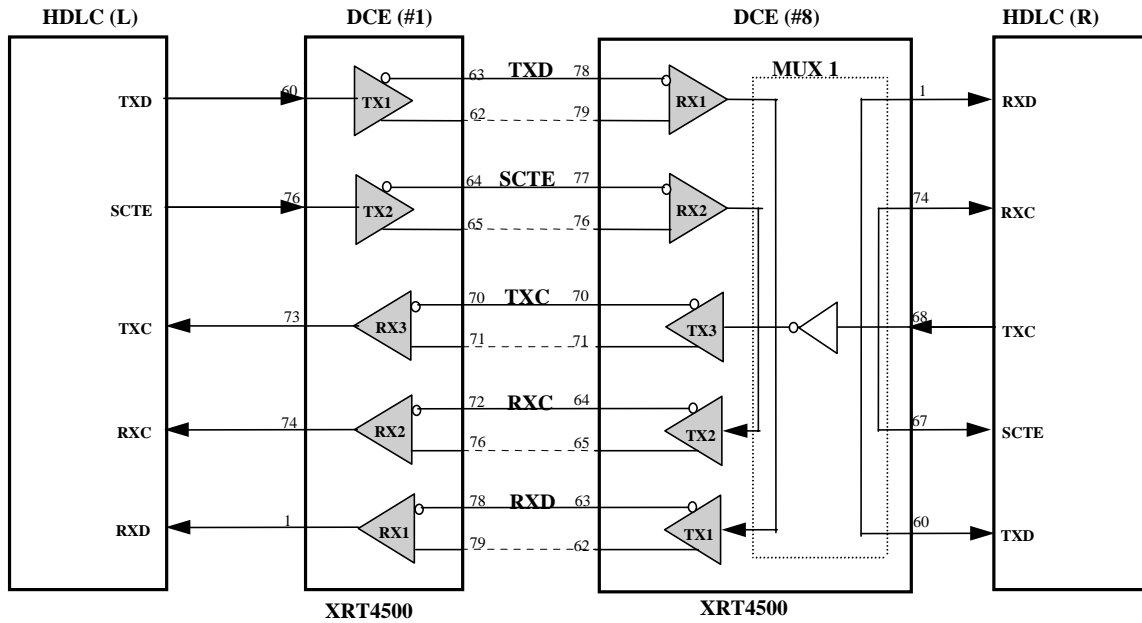 HDLC (L) DCE (#1) DCE (#8) HDLC (R)
63 TXD 78 MUX 1
TXD 60 TX1 RX1 1 RXD
62 79
64 SCTE 77
SCTE 76 TX2 RX2 74 RXC
65 76
70 TXC 70
TXC 73 RX3 TX3 68 TXC
71 71
72 RXC 64
RXC 74 RX2 TX2 67 SCTE
76 65
78 RXD 63
RXD 1 RX1 TX1 60 TXD
79 62
XRT4500 XRT4500